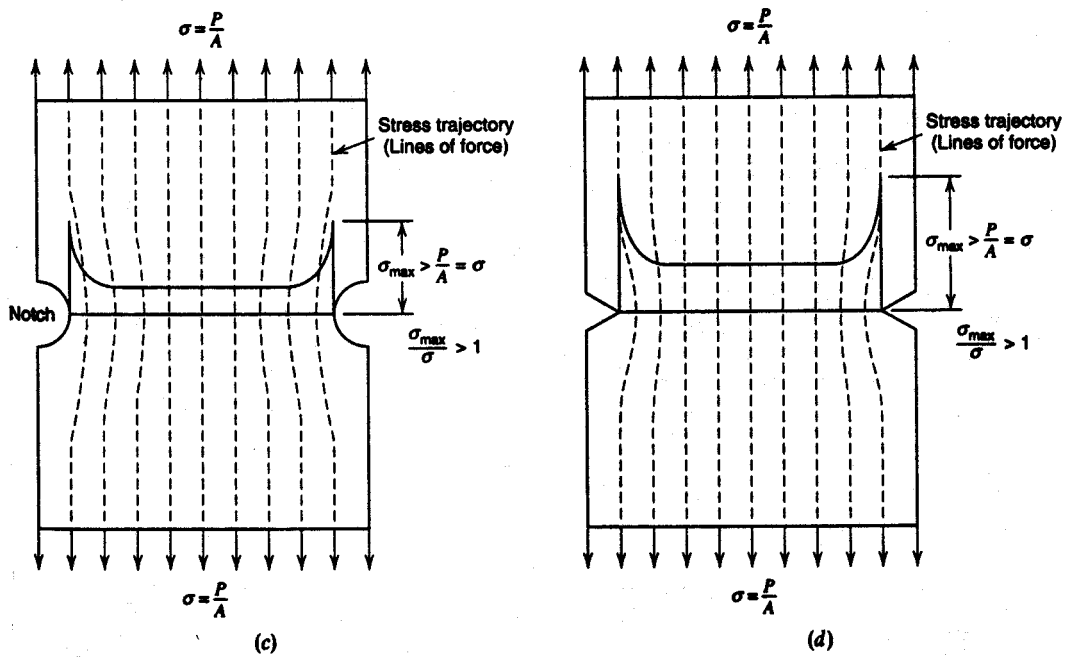 σ = P/A
σ = P/A
Stress trajectory
(Lines of force)
σmax > P/A = σ
Notch
σmax/σ > 1
σ = P/A
(c)
Stress trajectory
(Lines of force)
σmax > P/A = σ
σmax/σ > 1
σ = P/A
(d)